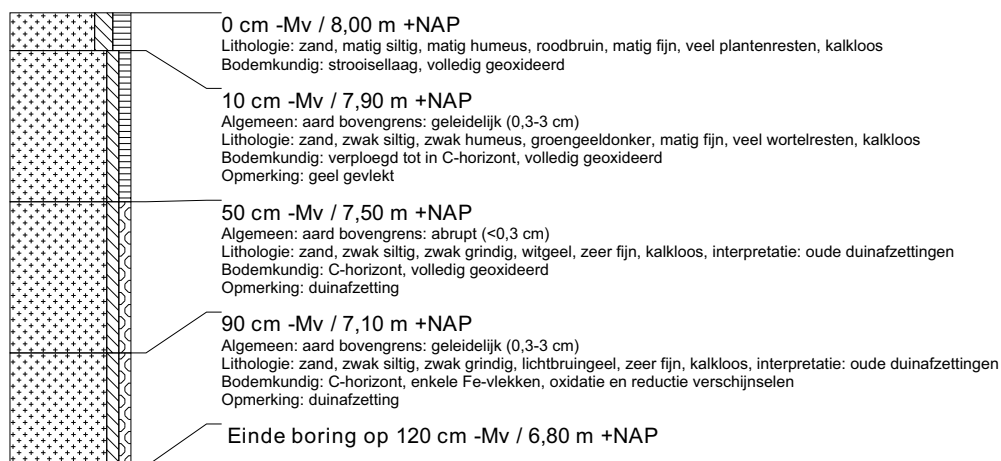 0 cm -Mv / 8,00 m +NAP
Lithologie: zand, matig siltig, matig humeus, roodbruin, matig fijn, veel plantenresten, kalkloos
Bodemkundig: strooisellaag, volledig geoxideerd
10 cm -Mv / 7,90 m +NAP
Algemeen: aard bovengrens: geleidelijk (0,3-3 cm)
Lithologie: zand, zwak siltig, zwak humeus, groengeeldonker, matig fijn, veel wortelresten, kalkloos
Bodemkundig: verploegd tot in C-horizont, volledig geoxideerd
Opmerking: geel gevlekt
50 cm -Mv / 7,50 m +NAP
Algemeen: aard bovengrens: abrupt (<0,3 cm)
Lithologie: zand, zwak siltig, zwak grindig, witgeel, zeer fijn, kalkloos, interpretatie: oude duinafzettingen
Bodemkundig: C-horizont, volledig geoxideerd
Opmerking: duinafzetting
90 cm -Mv / 7,10 m +NAP
Algemeen: aard bovengrens: geleidelijk (0,3-3 cm)
Lithologie: zand, zwak siltig, zwak grindig, lichtbruingeel, zeer fijn, kalkloos, interpretatie: oude duinafzettingen
Bodemkundig: C-horizont, enkele Fe-vlekken, oxidatie en reductie verschijnselen
Opmerking: duinafzetting
Einde boring op 120 cm -Mv / 6,80 m +NAP